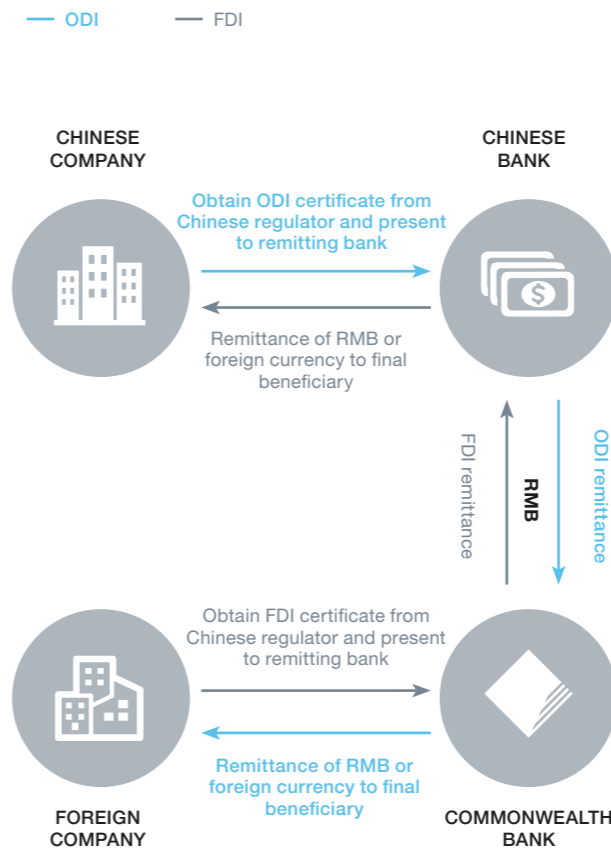 ODI
FDI
CHINESE
COMPANY
CHINESE
BANK
Obtain ODI certificate from
Chinese regulator and present
to remitting bank
$
Remittance of RMB or
foreign currency to final
beneficiary
FDI remittance
RMB
ODI remittance
Obtain FDI certificate from
Chinese regulator and present
to remitting bank
Remittance of RMB or
foreign currency to final
beneficiary
FOREIGN
COMPANY
COMMONWEALTH
BANK